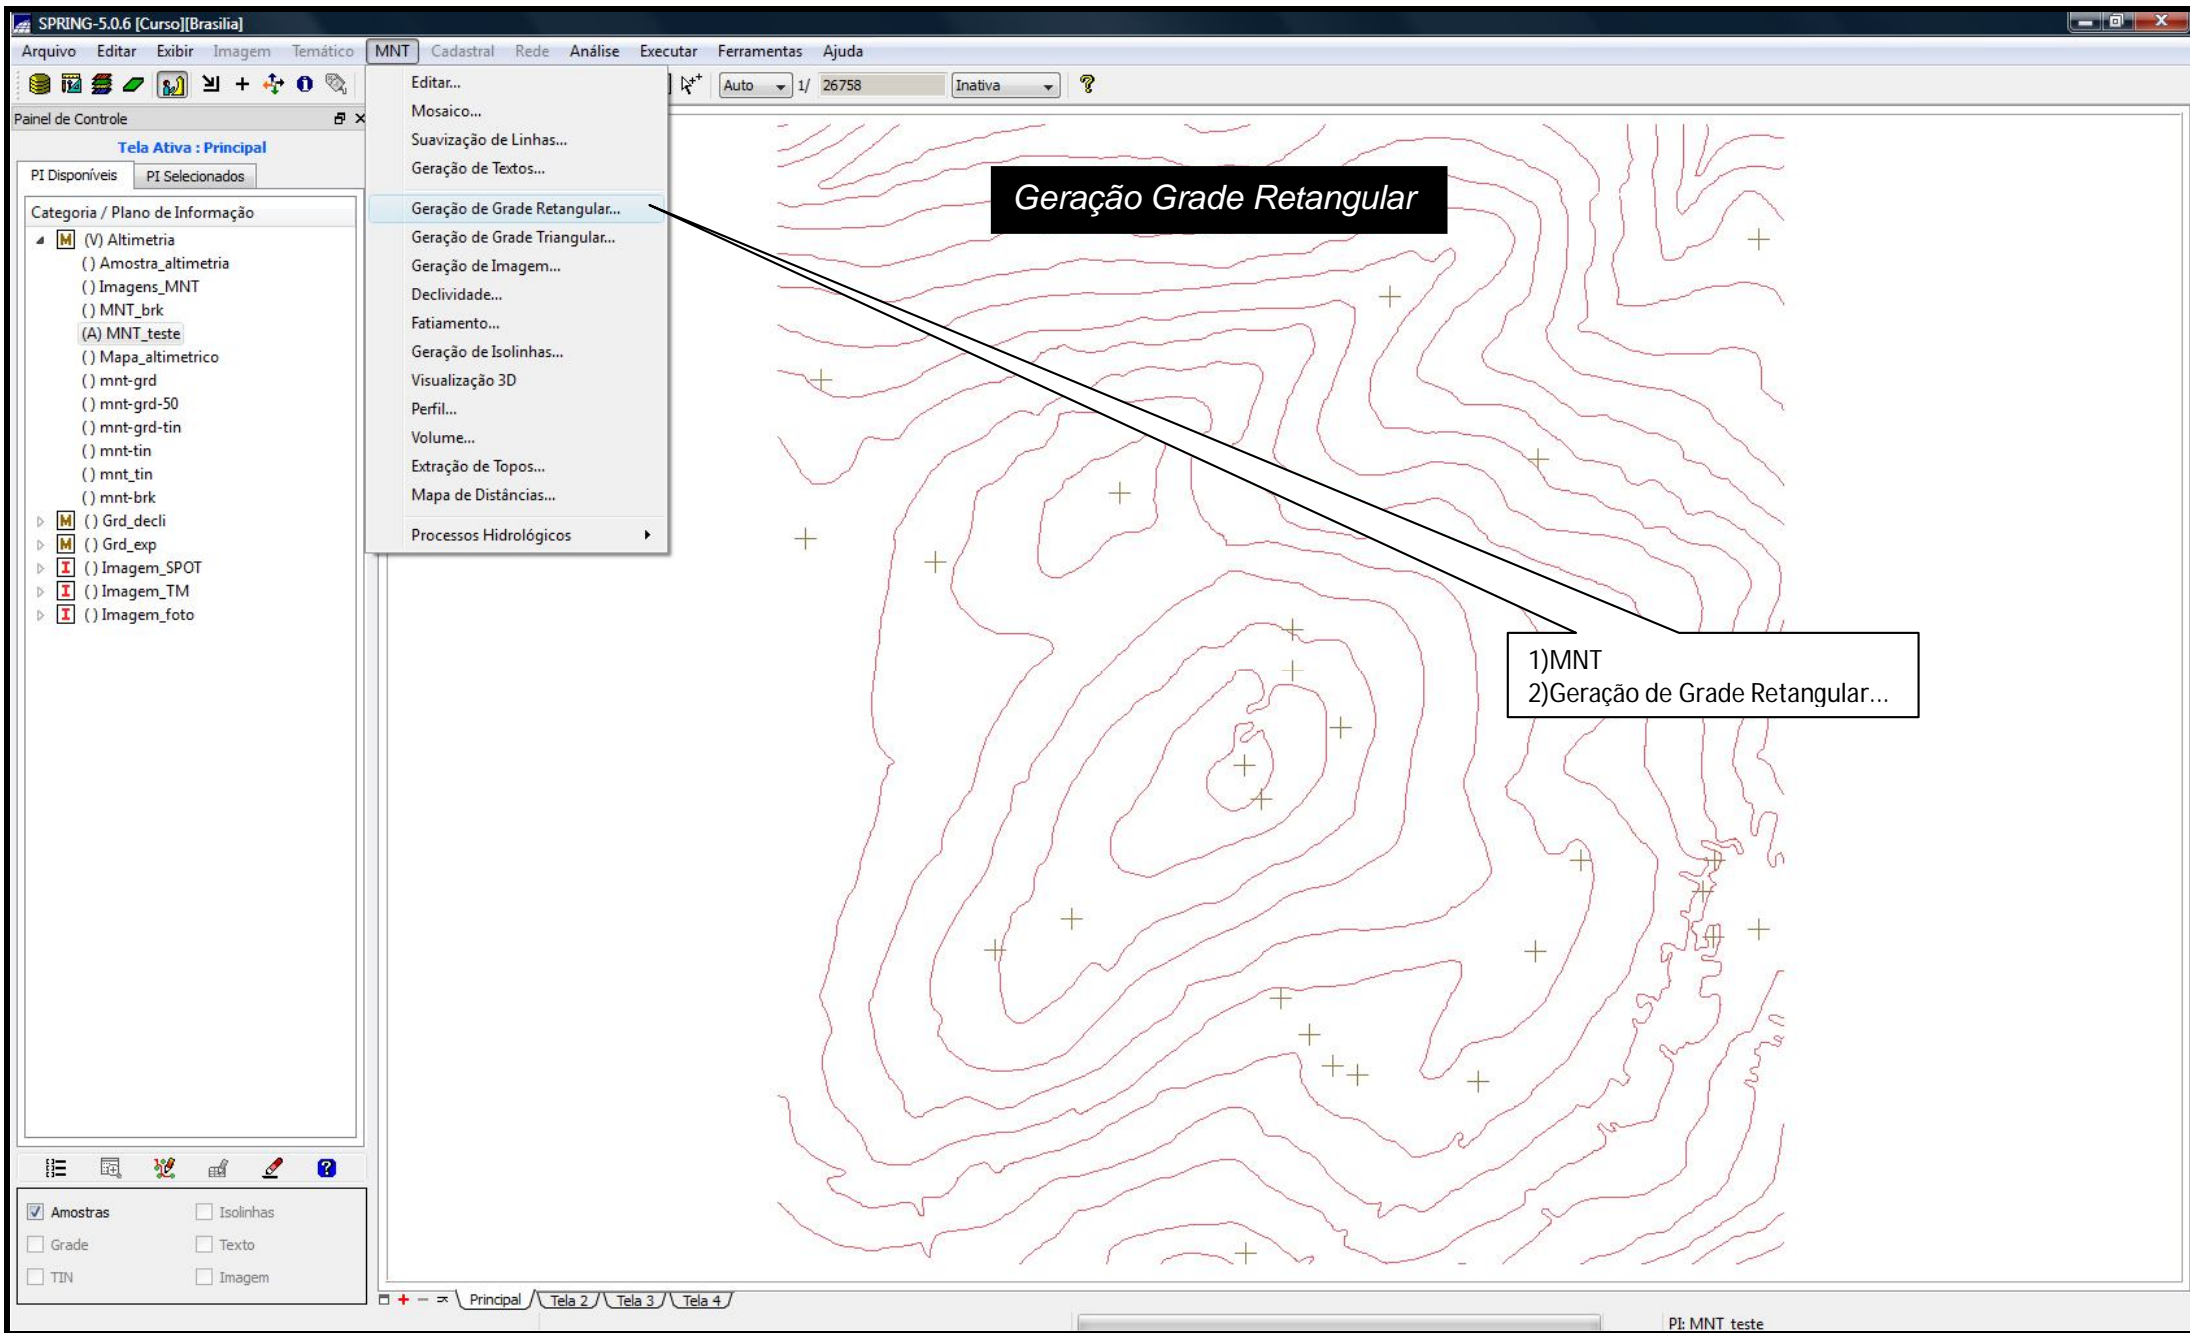 SPRING-5.0.6 [Curso][Brasilia]
Arquivo Editar Exibir Imagem Temático MNT Cadastral Rede Análise Executar Ferramentas Ajuda
Auto 1/ 26758 Inativa
Painel de Controle
Tela Ativa : Principal
PI Disponíveis PI Selecionados
Categoria / Plano de Informação
(V) Altimetria
( ) Amostra_altimetria
( ) Imagens_MNT
( ) MNT_brk
(A) MNT_teste
( ) Mapa_altimetrico
( ) mnt-grd
( ) mnt-grd-50
( ) mnt-grd-tin
( ) mnt-tin
( ) mnt_tin
( ) mnt-brk
M ( ) Grd_decli
M ( ) Grd_exp
I ( ) Imagem_SPOT
I ( ) Imagem_TM
I ( ) Imagem_foto
Editar...
Mosaico...
Suavização de Linhas...
Geração de Textos...
Geração de Grade Retangular...
Geração de Grade Triangular...
Geração de Imagem...
Declividade...
Fatiamento...
Geração de Isolinhas...
Visualização 3D
Perfil...
Volume...
Extração de Topos...
Mapa de Distâncias...
Processos Hidrológicos
Geração Grade Retangular
1)MNT
2)Geração de Grade Retangular...
Amostras Isolinhas
Grade Texto
TIN Imagem
Principal Tela 2 Tela 3 Tela 4
PI: MNT_teste